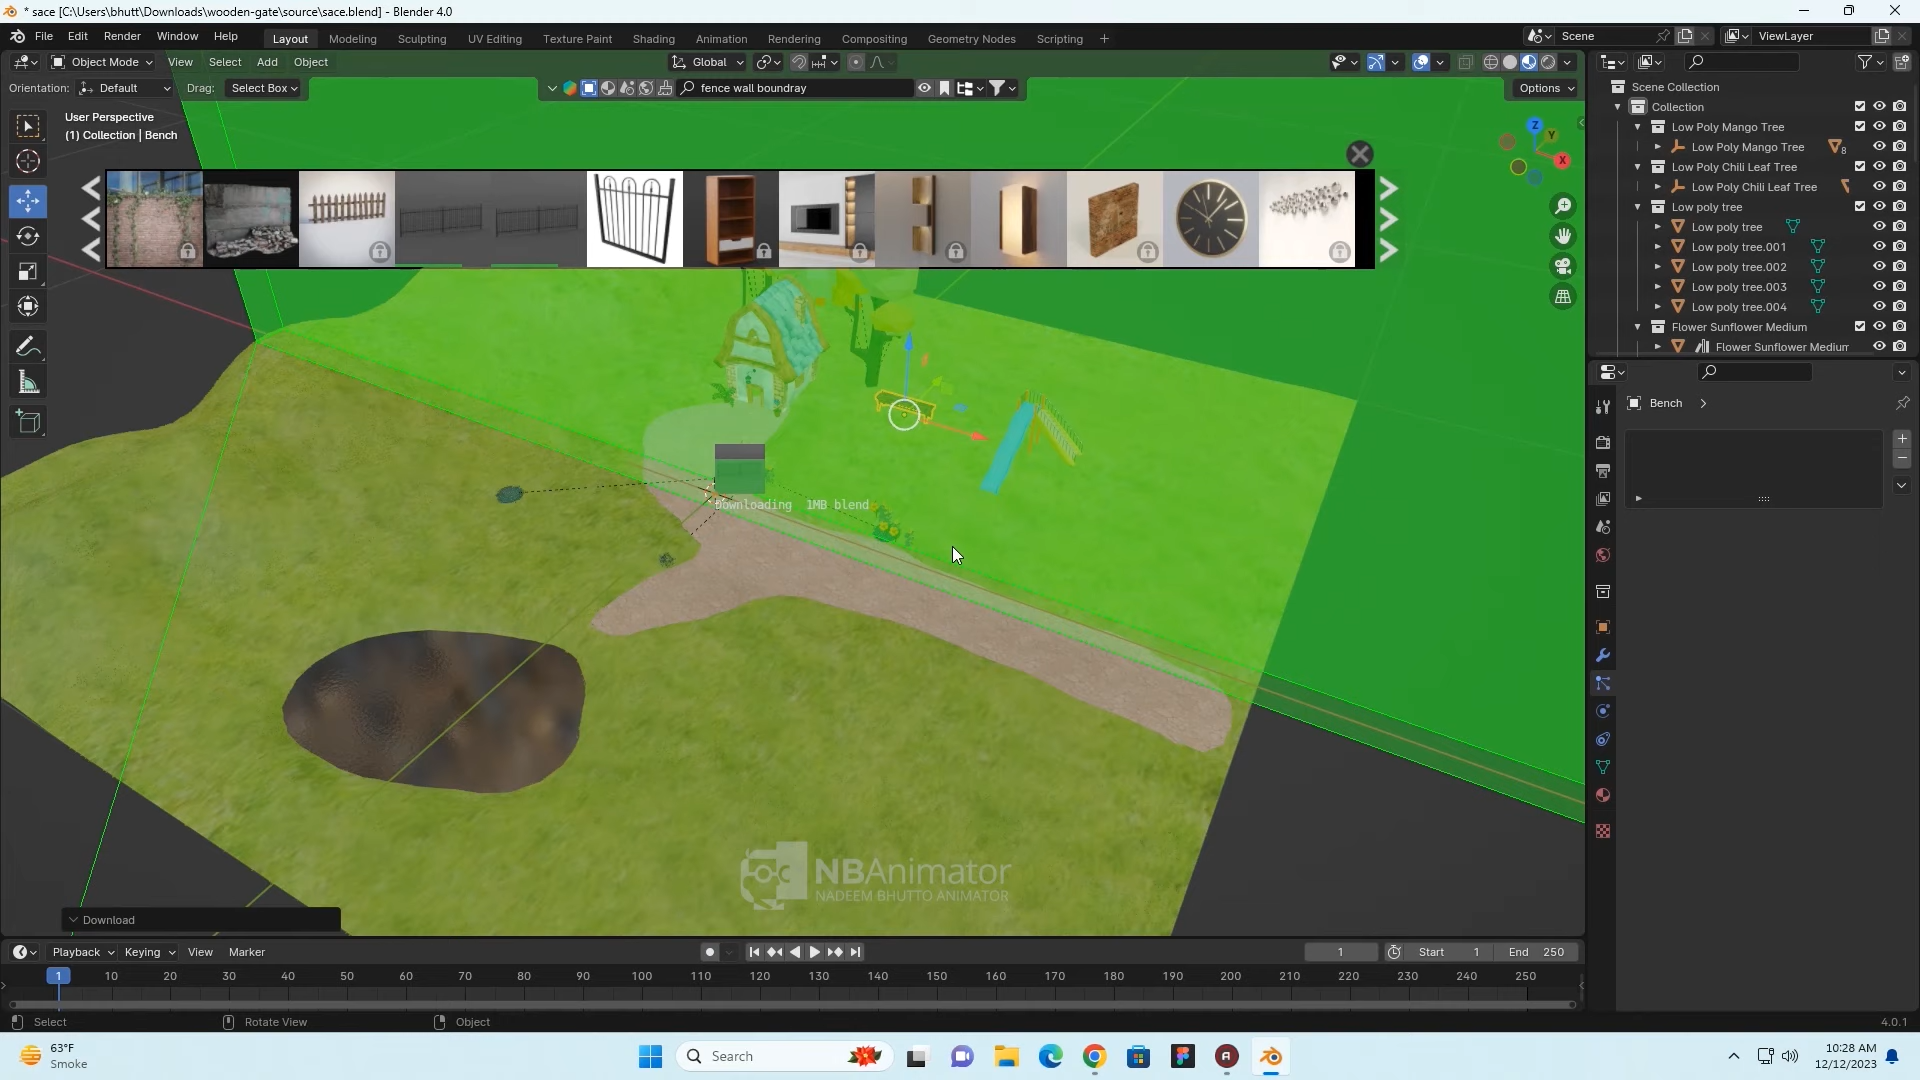 * sace [C:\Users\bhutt\Downloads\wooden-gate\source\sace.blend] - Blender 4.0
File Edit Render Window Help
Layout Modeling Sculpting UV Editing Texture Paint Shading Animation Rendering Compositing Geometry Nodes Scripting +
Scene
ViewLayer
Object Mode View Select Add Object
Global
Orientation: Default Drag: Select Box
fence wall boundray
Options
User Perspective
(1) Collection | Bench
Z
Y
X
Downloading 1MB blend
NBAnimator
NADEEM BHUTTO ANIMATOR
Download
Scene Collection
Collection
Low Poly Mango Tree
Low Poly Mango Tree 8
Low Poly Chili Leaf Tree
Low Poly Chili Leaf Tree
Low poly tree
Low poly tree
Low poly tree.001
Low poly tree.002
Low poly tree.003
Low poly tree.004
Flower Sunflower Medium
Flower Sunflower Medium
Bench
Playback Keying View Marker
1 Start 1 End 250
1 10 20 30 40 50 60 70 80 90 100 110 120 130 140 150 160 170 180 190 200 210 220 230 240 250
Select Rotate View Object
4.0.1
63°F
Smoke
Search
10:28 AM
12/12/2023